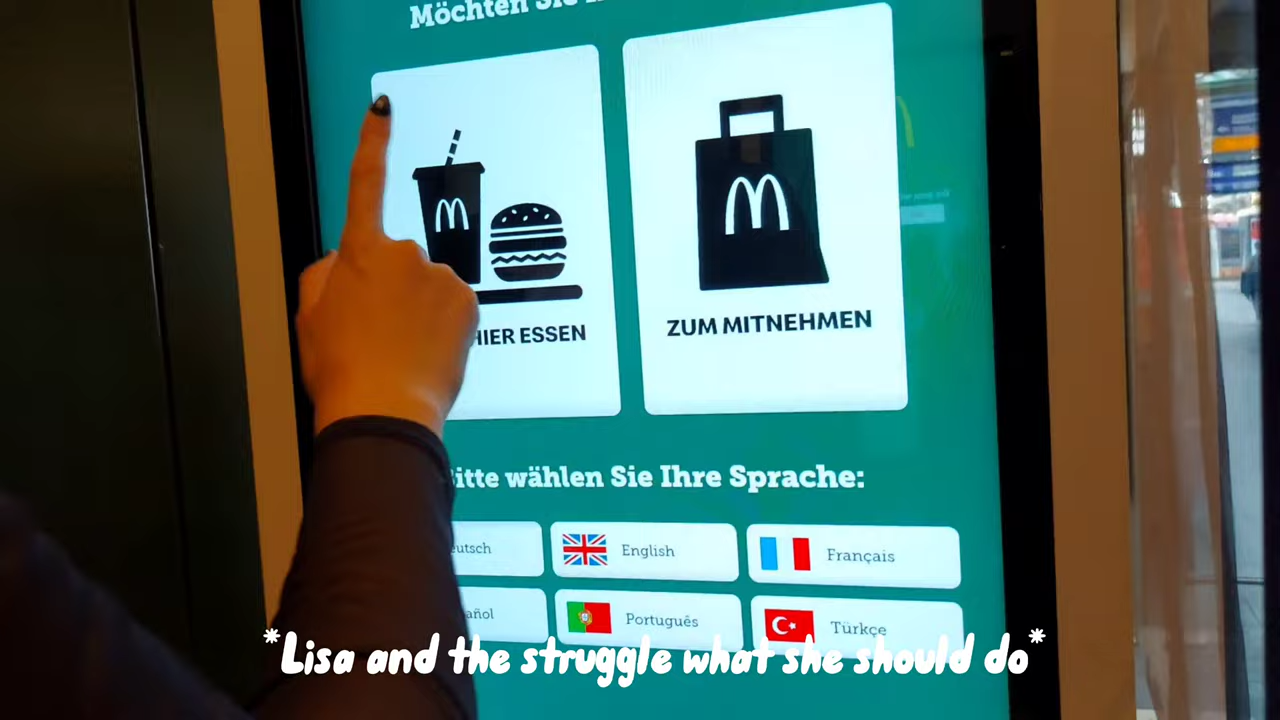 Möchten Sie
HIER ESSEN
ZUM MITNEHMEN
Bitte wählen Sie Ihre Sprache:
English
Français
Português
Türkçe
*Lisa and the struggle what she should do*